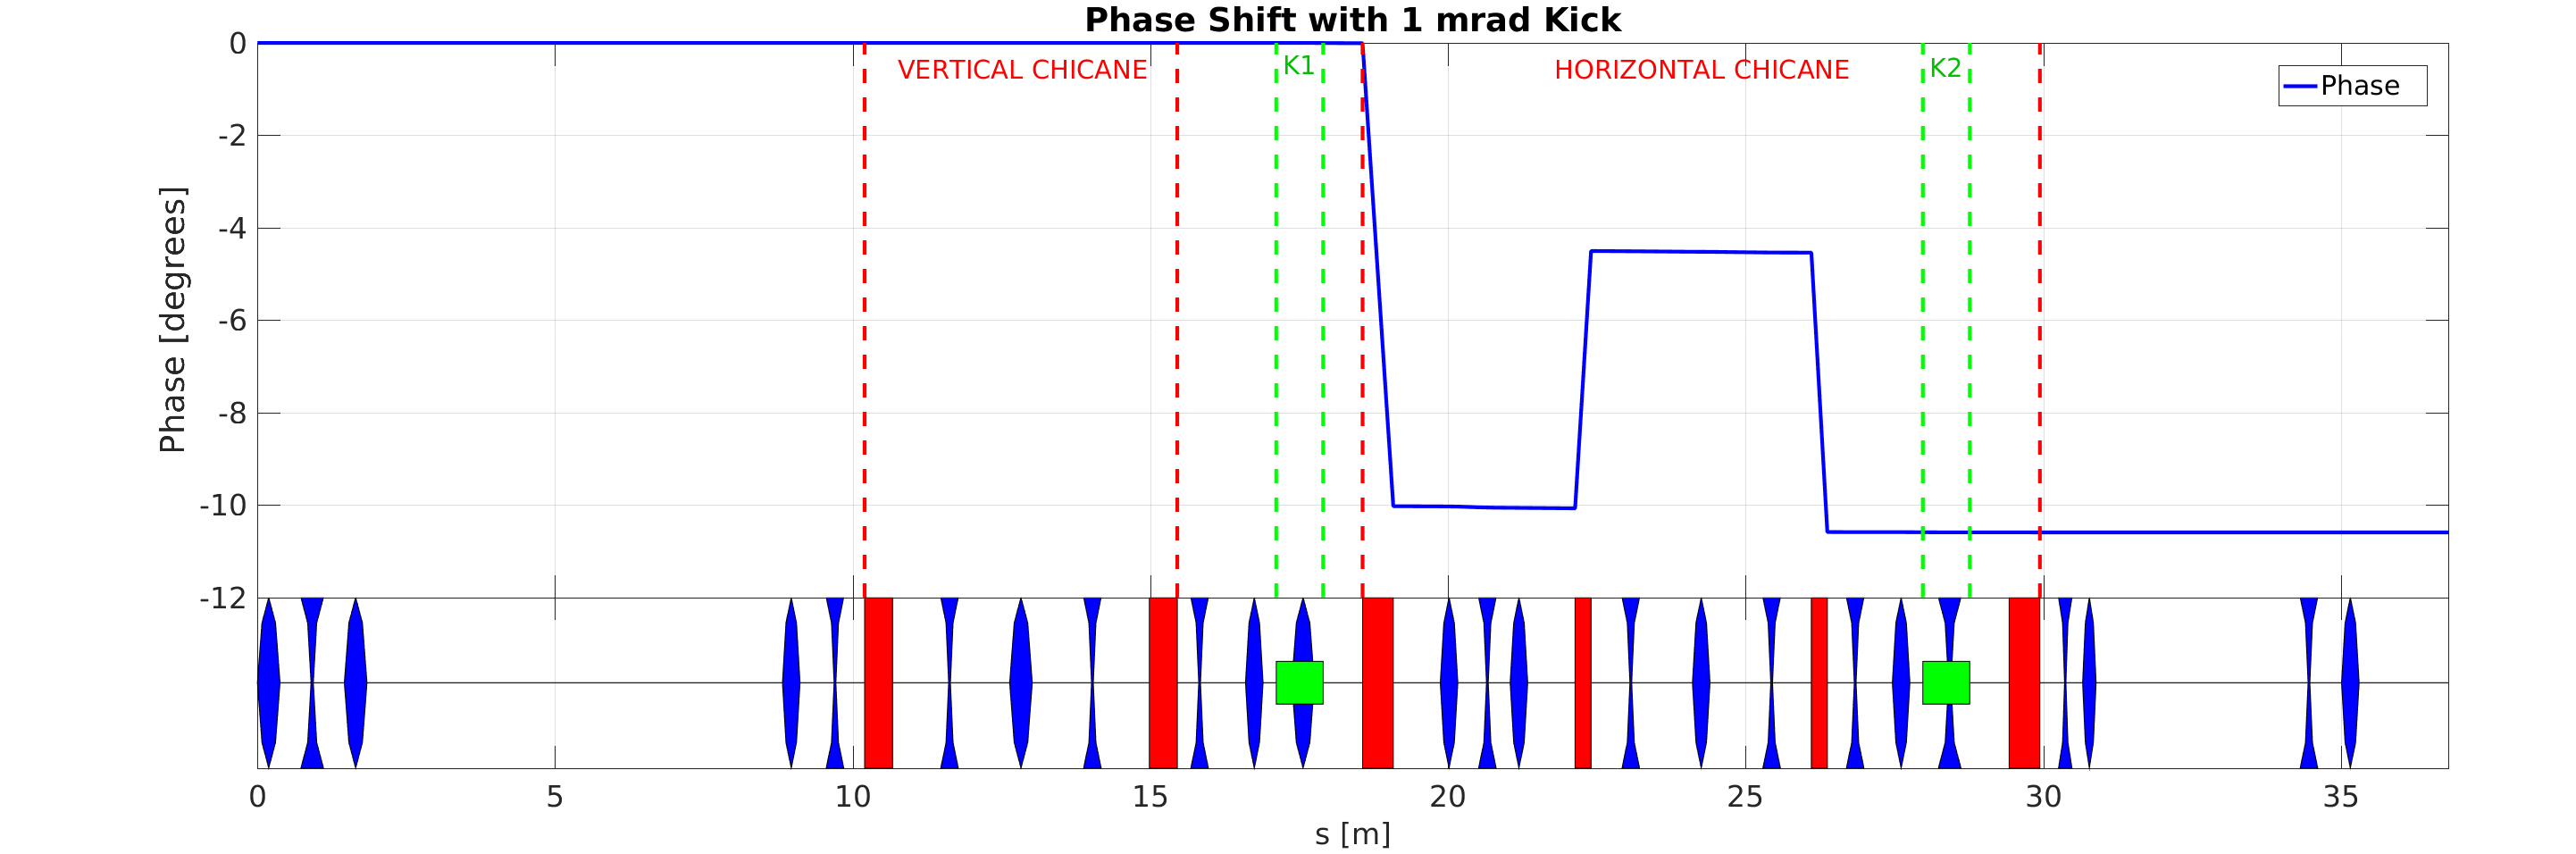 Phase Shift with 1 mrad Kick
0
-2
-4
-6
-8
-10
-12
Phase [degrees]
VERTICAL CHICANE
K1
HORIZONTAL CHICANE
K2
Phase
0 5 10 15 20 25 30 35
s [m]